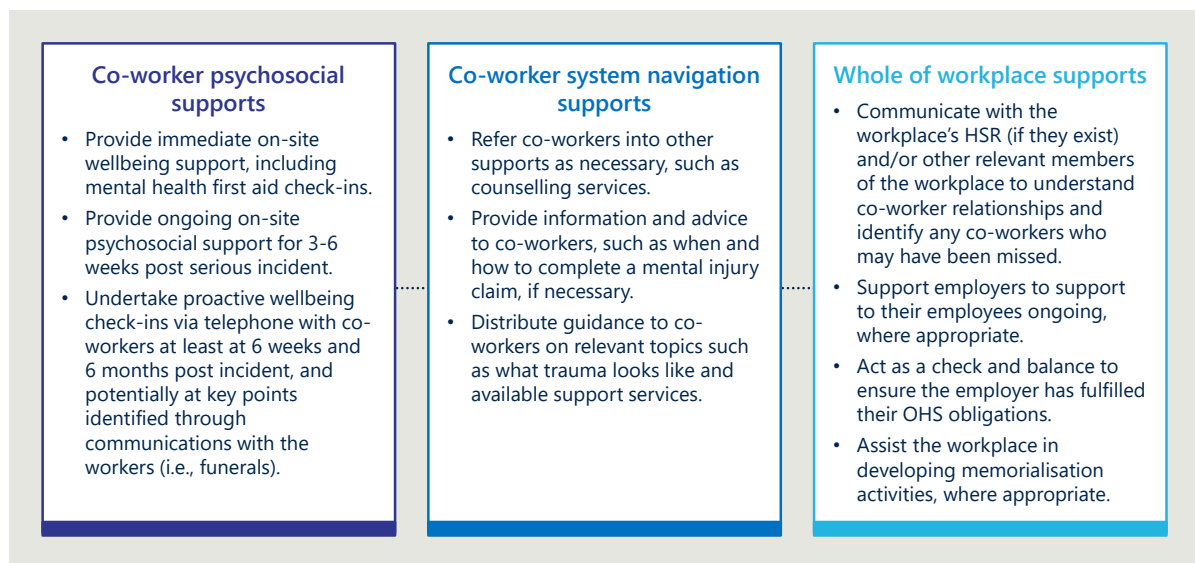 Co-worker psychosocial
supports
• Provide immediate on-site
wellbeing support, including
mental health first aid check-ins.
• Provide ongoing on-site
psychosocial support for 3-6
weeks post serious incident.
• Undertake proactive wellbeing
check-ins via telephone with co-
workers at least at 6 weeks and
6 months post incident, and
potentially at key points
identified through
communications with the
workers (i.e., funerals).
Co-worker system navigation
supports
• Refer co-workers into other
supports as necessary, such as
counselling services.
• Provide information and advice
to co-workers, such as when and
how to complete a mental injury
claim, if necessary.
• Distribute guidance to co-
workers on relevant topics such
as what trauma looks like and
available support services.
Whole of workplace supports
• Communicate with the
workplace's HSR (if they exist)
and/or other relevant members
of the workplace to understand
co-worker relationships and
identify any co-workers who
may have been missed.
• Support employers to support
to their employees ongoing,
where appropriate.
• Act as a check and balance to
ensure the employer has fulfilled
their OHS obligations.
• Assist the workplace in
developing memorialisation
activities, where appropriate.